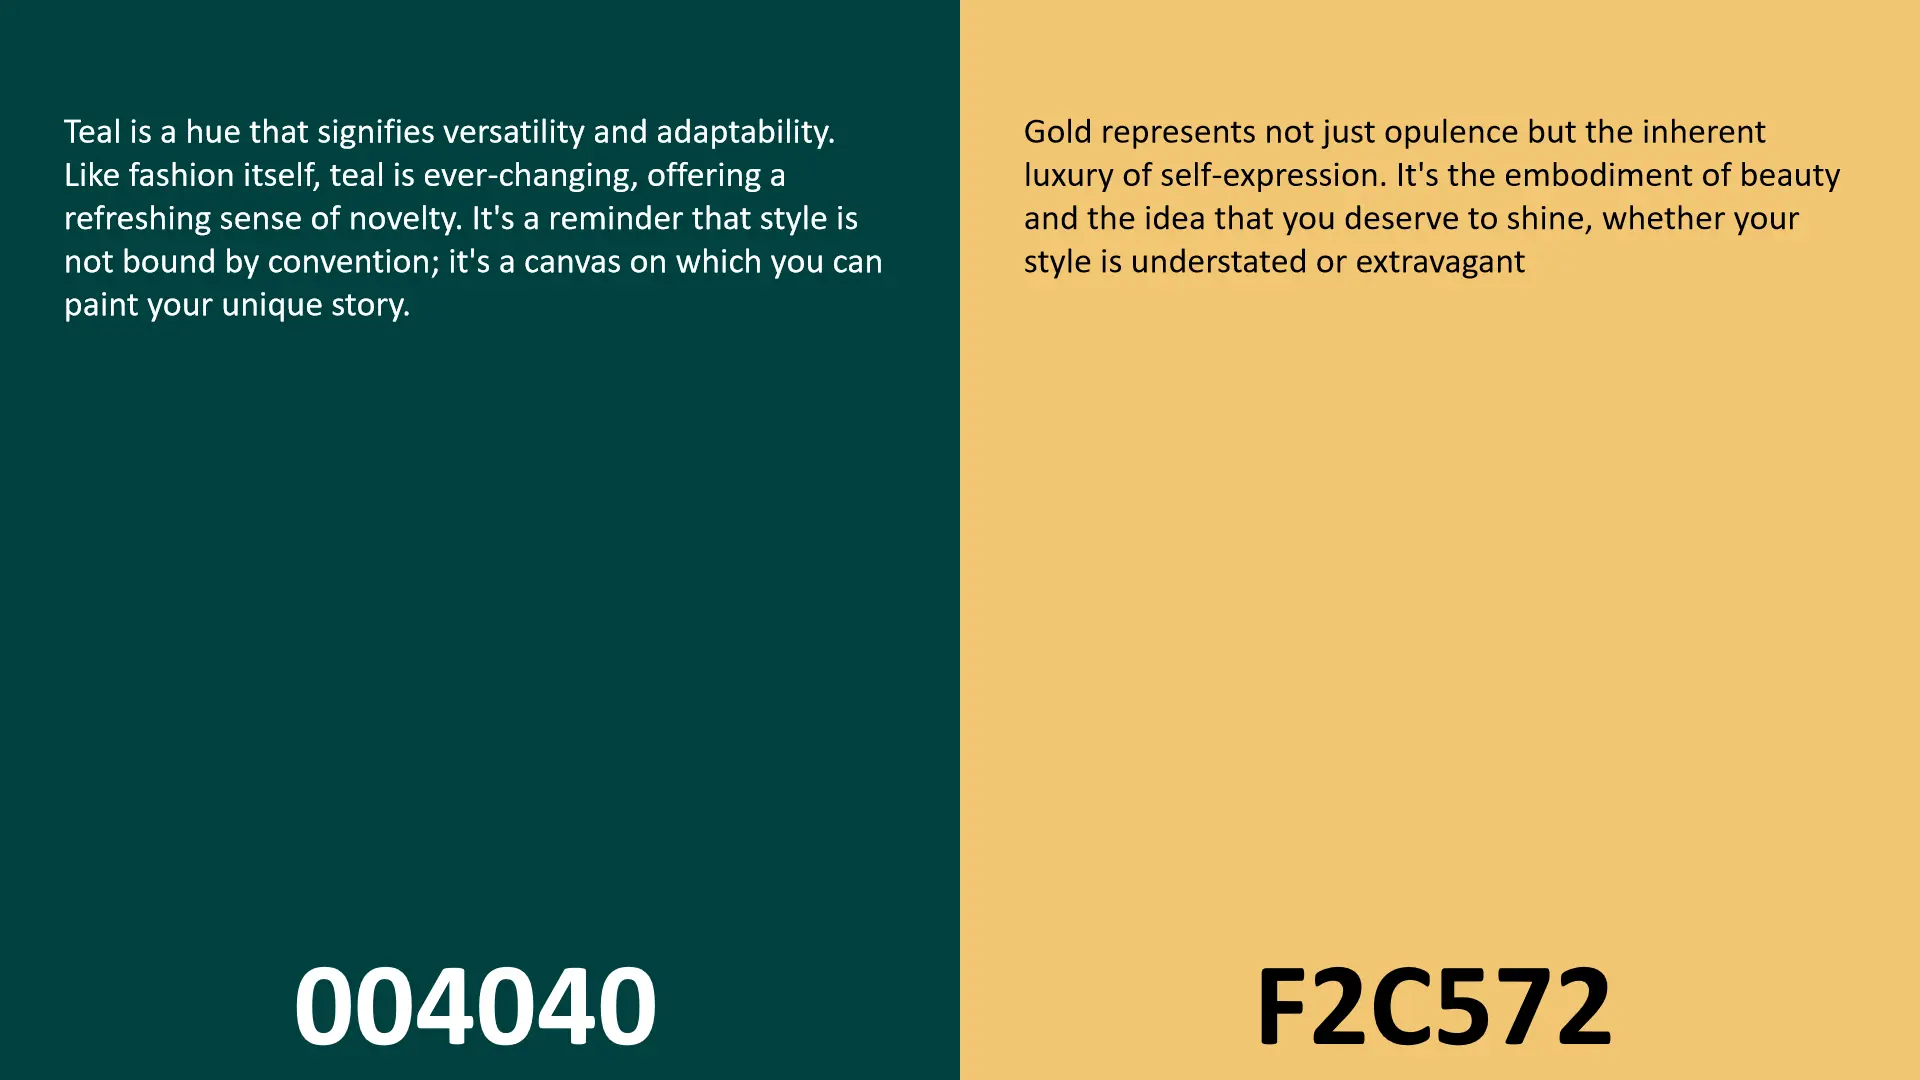 Teal is a hue that signifies versatility and adaptability.
Like fashion itself, teal is ever-changing, offering a
refreshing sense of novelty. It's a reminder that style is
not bound by convention; it's a canvas on which you can
paint your unique story.
004040
Gold represents not just opulence but the inherent
luxury of self-expression. It's the embodiment of beauty
and the idea that you deserve to shine, whether your
style is understated or extravagant
F2C572